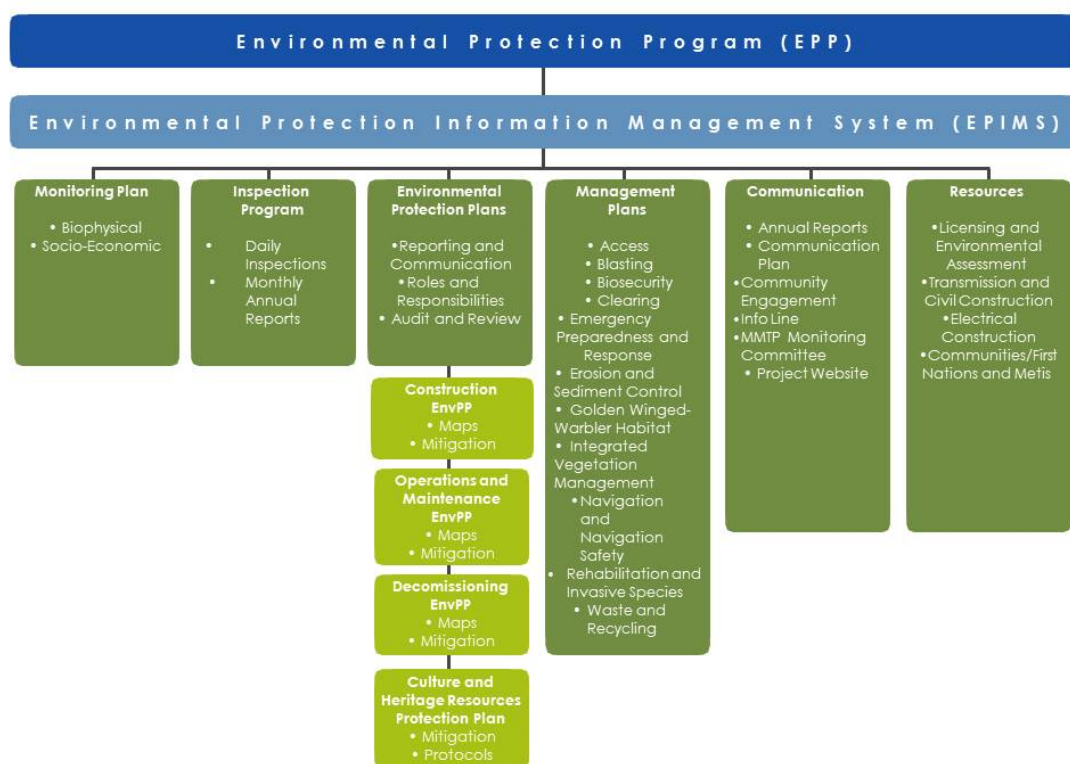 Environmental Protection Program (EPP)
Environmental Protection Information Management System (EPIMS)
Monitoring Plan
• Biophysical
• Socio-Economic
Inspection
Program
• Daily
Inspections
• Monthly
Annual
Reports
Environmental
Protection Plans
•Reporting and
Communication
•Roles and
Responsibilities
• Audit and Review
Construction
EnvPP
• Maps
• Mitigation
Operations and
Maintenance
EnvPP
• Maps
• Mitigation
Decomissioning
EnvPP
• Maps
• Mitigation
Culture and
Heritage Resources
Protection Plan
• Mitigation
• Protocols
Management
Plans
• Access
• Blasting
• Biosecurity
• Clearing
• Emergency
Preparedness and
Response
• Erosion and
Sediment Control
• Golden Winged-
Warbler Habitat
• Integrated
Vegetation
Management
•Navigation
and
Navigation
Safety
• Rehabilitation and
Invasive Species
• Waste and
Recycling
Communication
• Annual Reports
• Communication
Plan
•Community
Engagement
•Info Line
•MMTP Monitoring
Committee
• Project Website
Resources
•Licensing and
Environmental
Assessment
•Transmission and
Civil Construction
•Electrical
Construction
•Communities/First
Nations and Metis